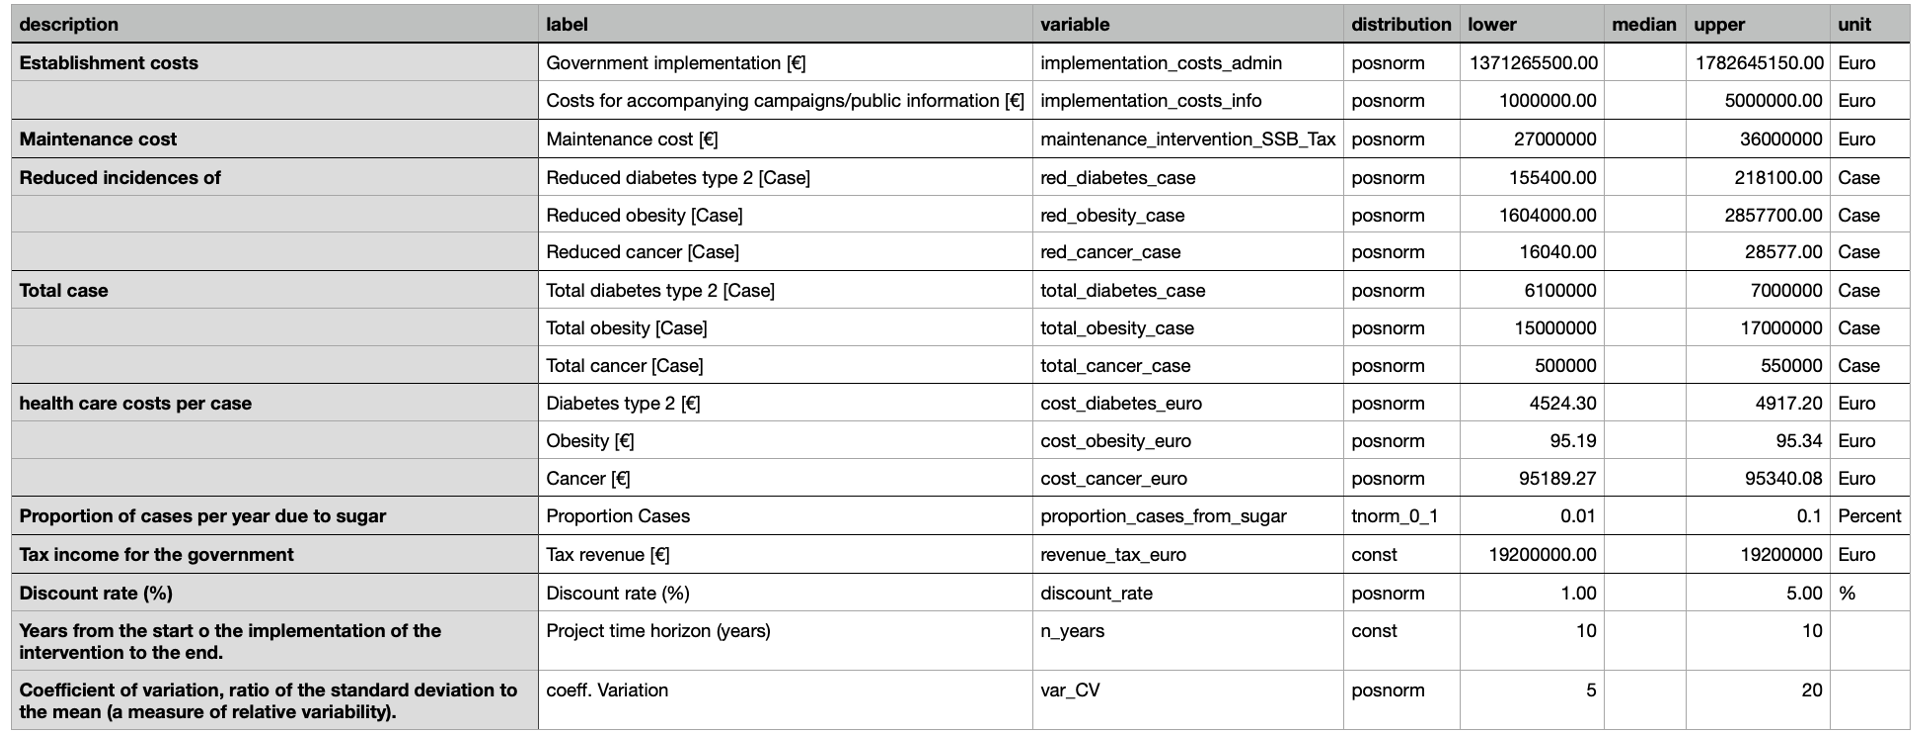 description label variable distribution lower median upper unit
Establishment costs Government implementation [€] implementation_costs_admin posnorm 1371265500.00 1782645150.00 Euro
Costs for accompanying campaigns/public information [€] implementation_costs_info posnorm 1000000.00 5000000.00 Euro
Maintenance cost Maintenance cost [€] maintenance_intervention_SSB_Tax posnorm 27000000 36000000 Euro
Reduced incidences of Reduced diabetes type 2 [Case] red_diabetes_case posnorm 155400.00 218100.00 Case
Reduced obesity [Case] red_obesity_case posnorm 1604000.00 2857700.00 Case
Reduced cancer [Case] red_cancer_case posnorm 16040.00 28577.00 Case
Total case Total diabetes type 2 [Case] total_diabetes_case posnorm 6100000 7000000 Case
Total obesity [Case] total_obesity_case posnorm 15000000 17000000 Case
Total cancer [Case] total_cancer_case posnorm 500000 550000 Case
health care costs per case Diabetes type 2 [€] cost_diabetes_euro posnorm 4524.30 4917.20 Euro
Obesity [€] cost_obesity_euro posnorm 95.19 95.34 Euro
Cancer [€] cost_cancer_euro posnorm 95189.27 95340.08 Euro
Proportion of cases per year due to sugar Proportion Cases proportion_cases_from_sugar tnorm_0_1 0.01 0.1 Percent
Tax income for the government Tax revenue [€] revenue_tax_euro const 19200000.00 19200000 Euro
Discount rate (%) Discount rate (%) discount_rate posnorm 1.00 5.00 %
Years from the start o the implementation of the Project time horizon (years) n_years const 10 10
intervention to the end.
Coefficient of variation, ratio of the standard deviation to coeff. Variation var_CV posnorm 5 20
the mean (a measure of relative variability).